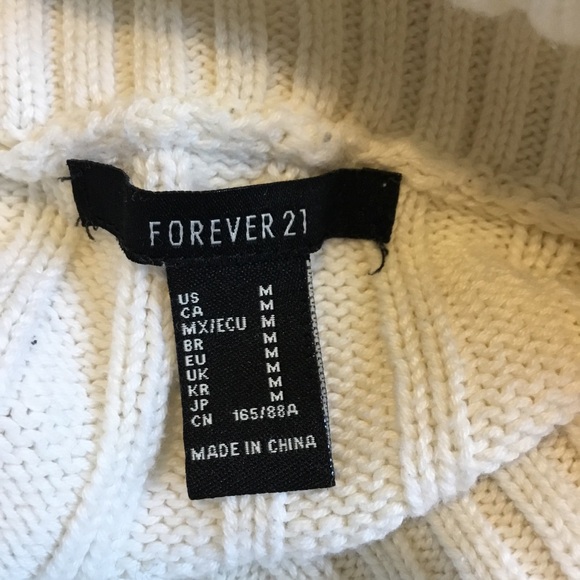 FOREVER 21
US M
CA M
MX/ECU M
BR M
EU M
UK M
KR M
JP M
CN 165/88A
MADE IN CHINA